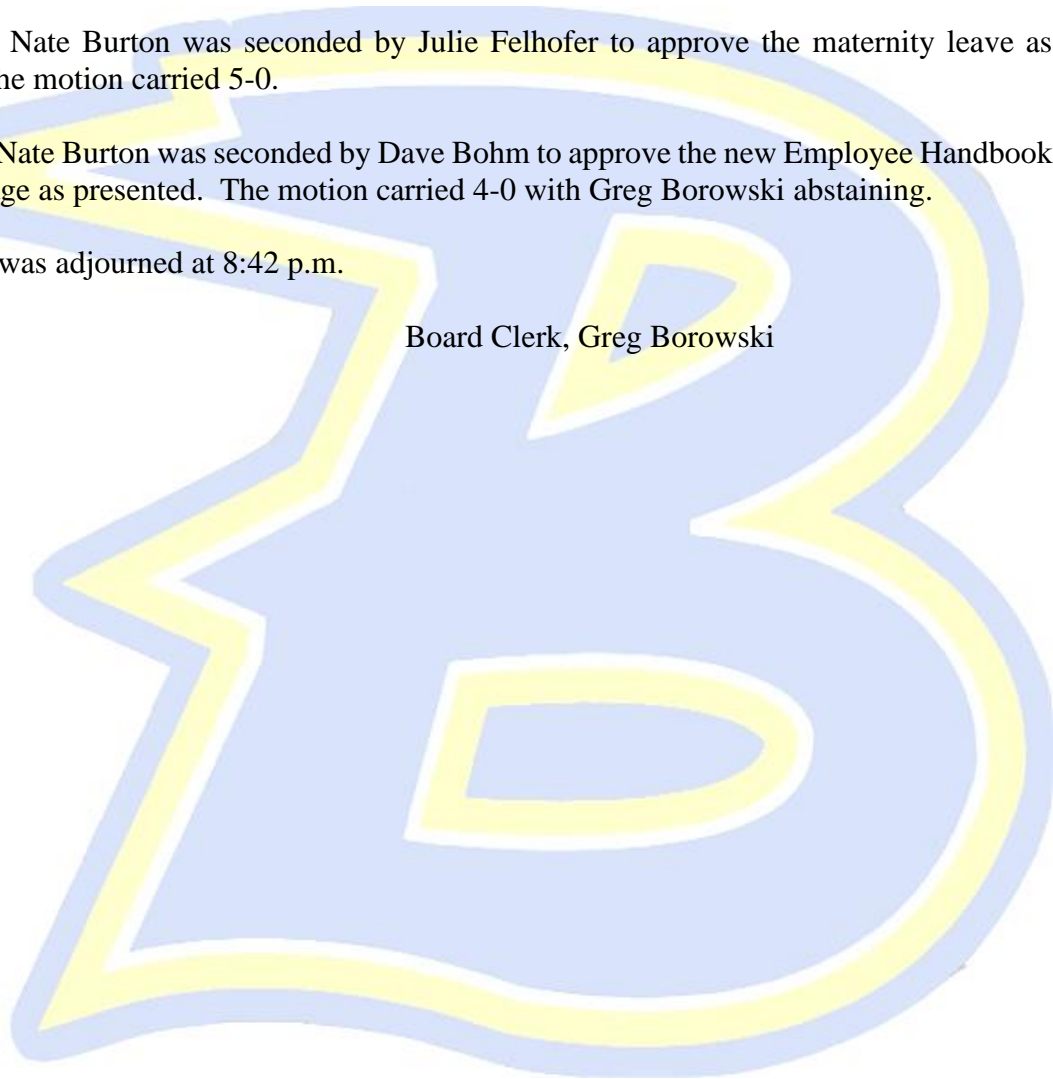 Nate Burton was seconded by Julie Felhofer to approve the maternity leave as
he motion carried 5-0.
Nate Burton was seconded by Dave Bohm to approve the new Employee Handbook
ge as presented. The motion carried 4-0 with Greg Borowski abstaining.
was adjourned at 8:42 p.m.
Board Clerk, Greg Borowski
B